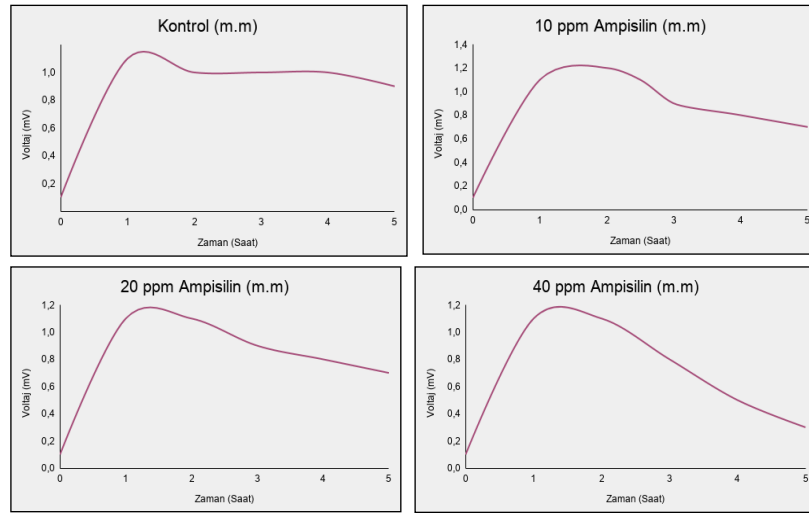 Kontrol (m.m)
Voltaj (mV)
1,0
0,8
0,6
0,4
0,2
0 1 2 3 4 5
Zaman (Saat)
10 ppm Ampisilin (m.m)
Voltaj (mV)
1,4
1,2
1,0
0,8
0,6
0,4
0,2
0,0
0 1 2 3 4 5
Zaman (Saat)
20 ppm Ampisilin (m.m)
Voltaj (mV)
1,2
1,0
0,8
0,6
0,4
0,2
0,0
0 1 2 3 4 5
Zaman (Saat)
40 ppm Ampisilin (m.m)
Voltaj (mV)
1,2
1,0
0,8
0,6
0,4
0,2
0,0
0 1 2 3 4 5
Zaman (Saat)